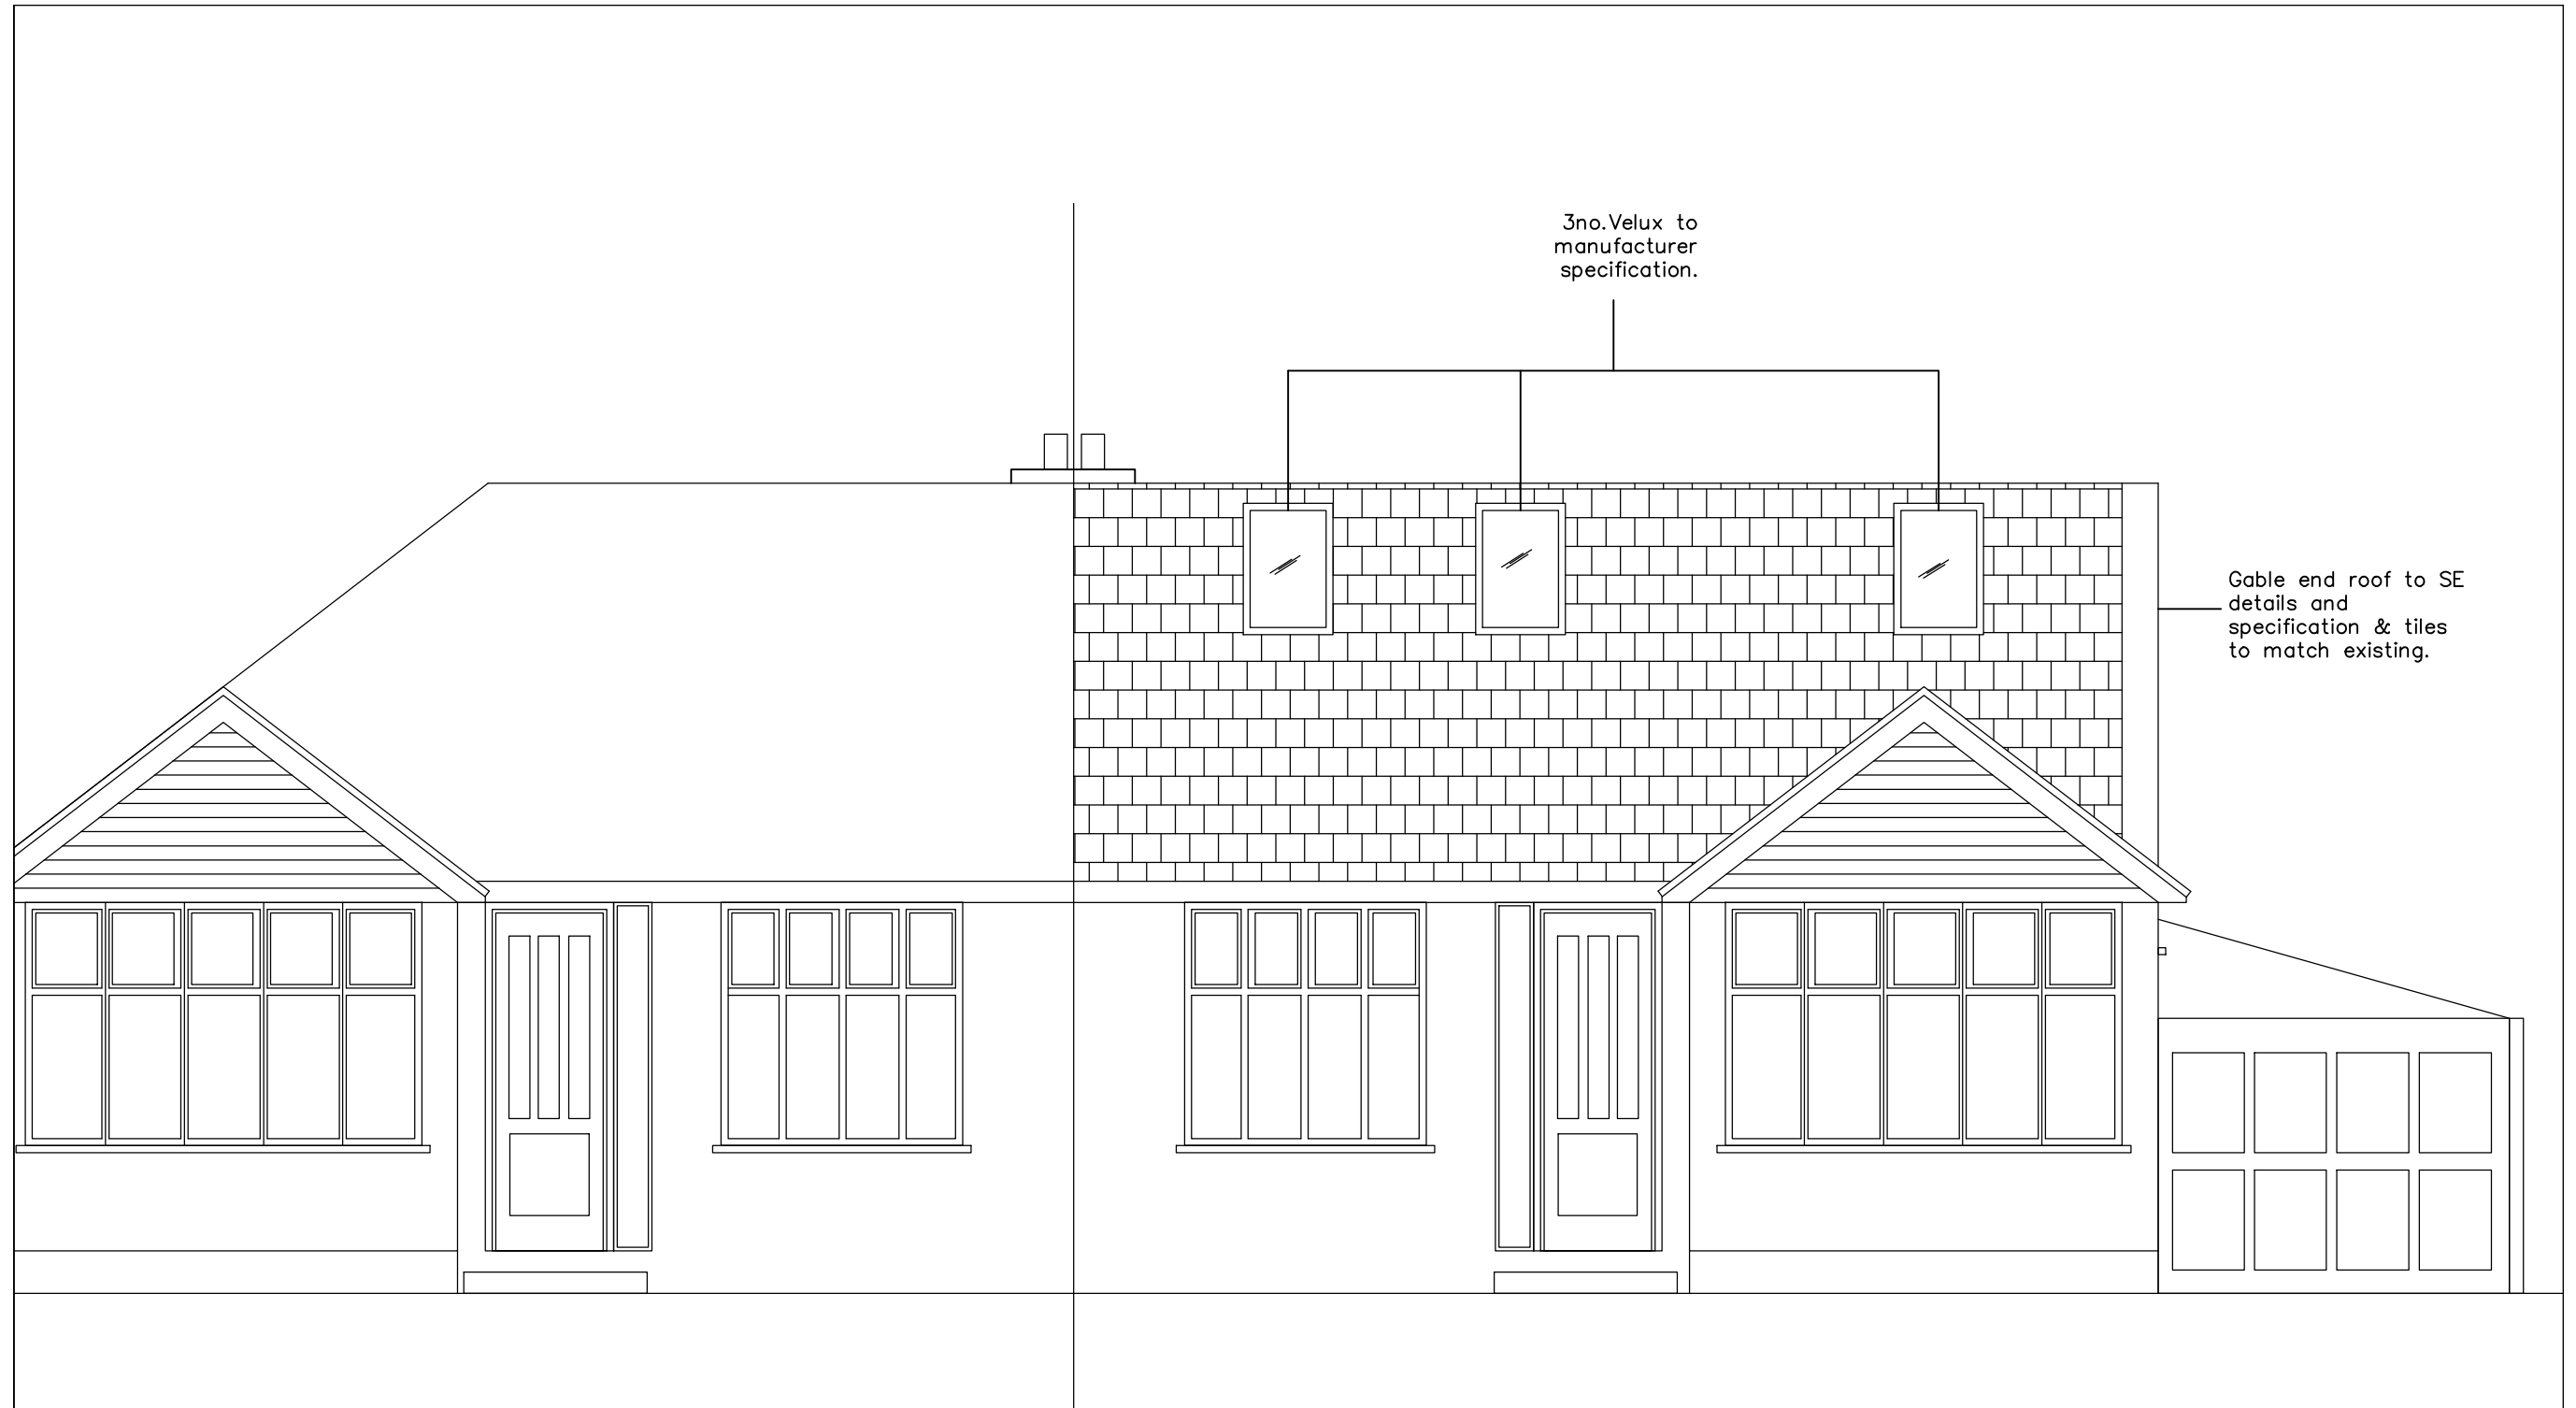 3no.Velux to
manufacturer
specification.
Gable end roof to SE
details and
specification & tiles
to match existing.